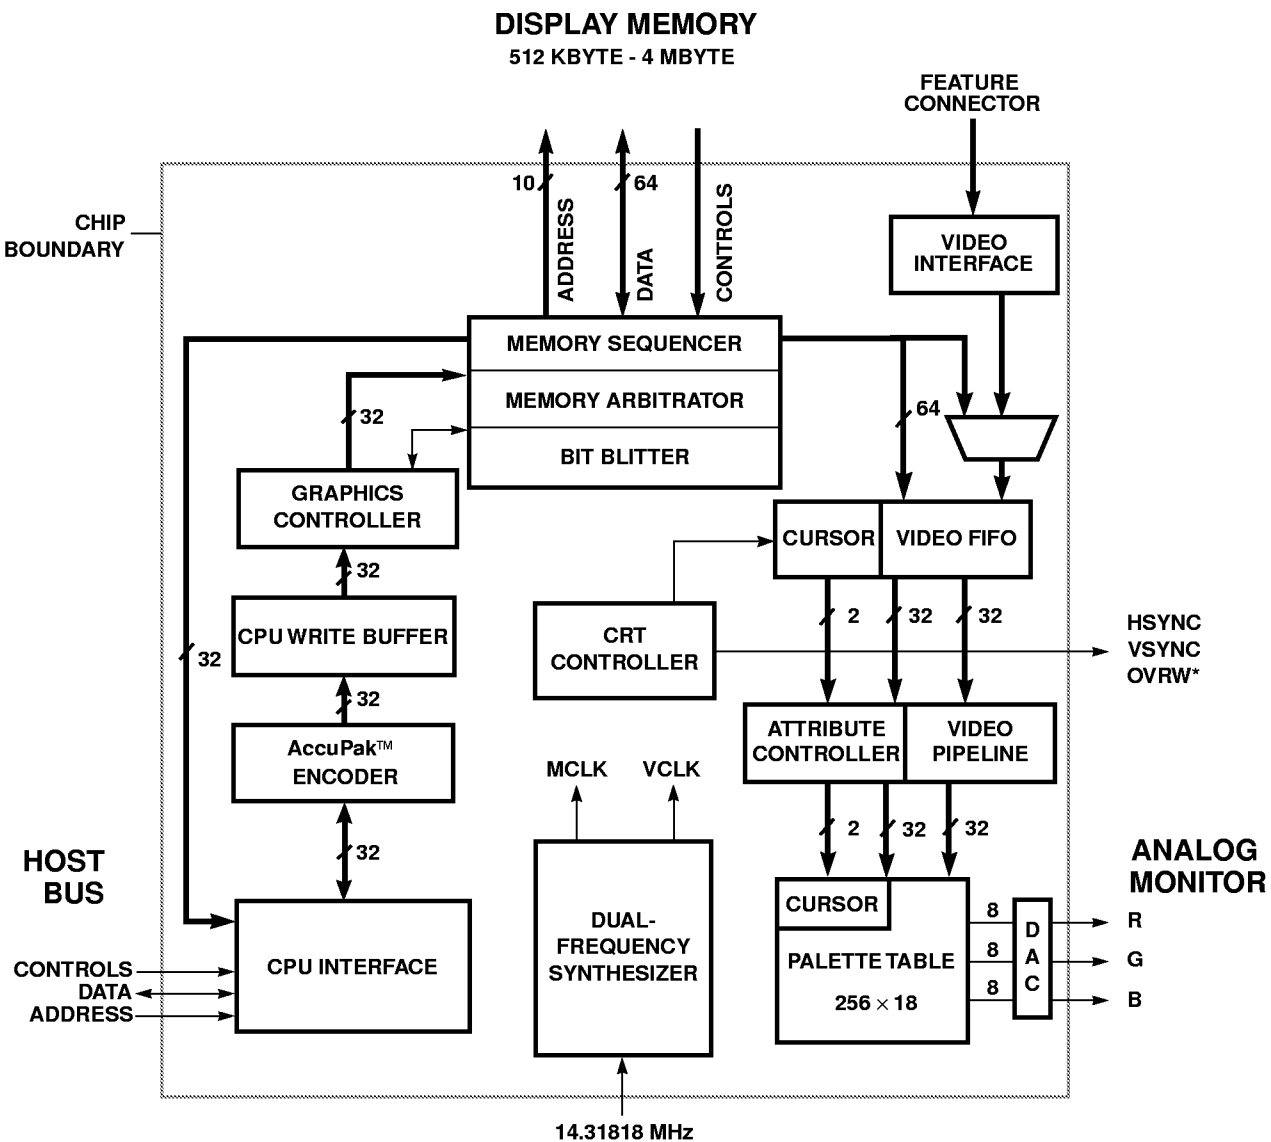 DISPLAY MEMORY
512 KBYTE - 4 MBYTE
FEATURE
CONNECTOR
10
64
ADDRESS
DATA
CONTROLS
CHIP
BOUNDARY
VIDEO
INTERFACE
MEMORY SEQUENCER
MEMORY ARBITRATOR
BIT BLITTER
32
64
GRAPHICS
CONTROLLER
CURSOR
VIDEO FIFO
32
CPU WRITE BUFFER
32
CRT
CONTROLLER
2
32
32
HSYNC
VSYNC
OVRW*
32
AccuPak™
ENCODER
ATTRIBUTE
CONTROLLER
VIDEO
PIPELINE
MCLK
VCLK
32
2
32
32
HOST
BUS
ANALOG
MONITOR
CPU INTERFACE
CONTROLS
DATA
ADDRESS
DUAL-
FREQUENCY
SYNTHESIZER
CURSOR
PALETTE TABLE
256 × 18
8
8
8
D
A
C
R
G
B
14.31818 MHz